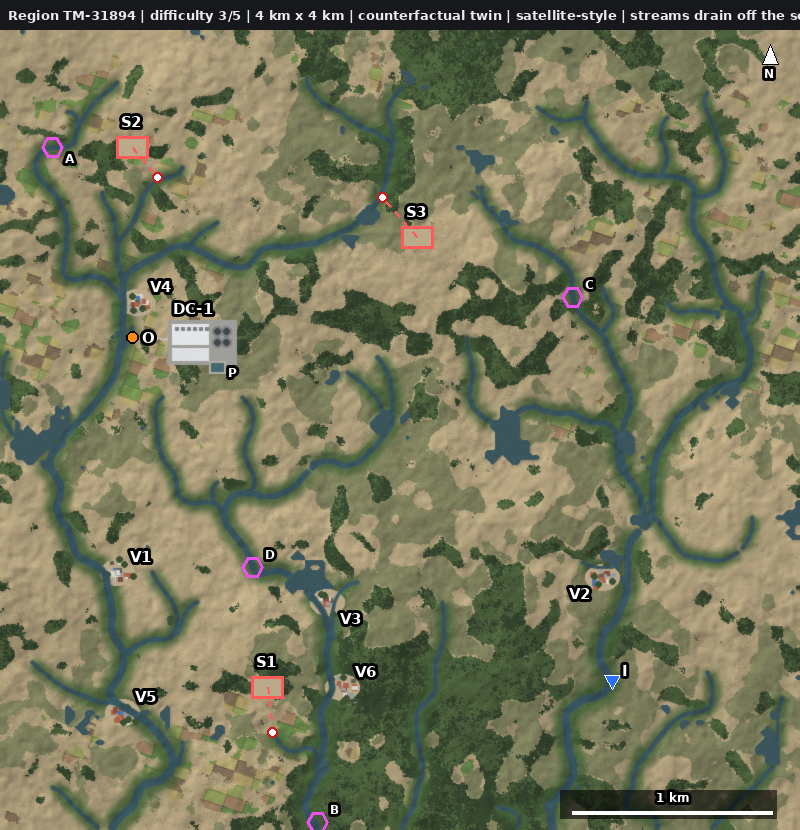 Region TM-31894 | difficulty 3/5 | 4 km x 4 km | counterfactual twin | satellite-style | streams drain off the so
N
S2
A
S3
C
V4
DC-1
O
P
D
V1
V2
V3
S1
V6
I
V5
1 km
B